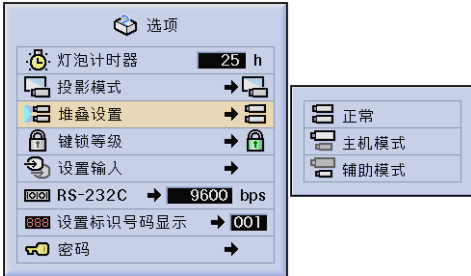 选项
灯泡计时器 25 h
投影模式
堆叠设置
键锁等级
设置输入
RS-232C 9600 bps
888 设置标识号码显示 001
密码
正常
主机模式
辅助模式